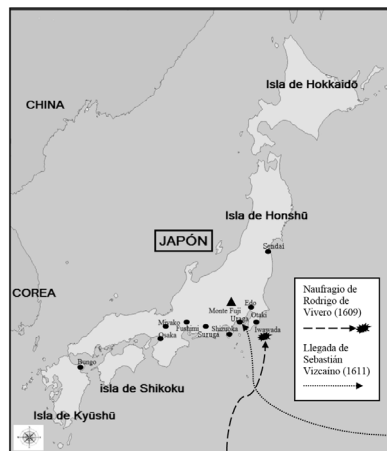 Isla de Hokkaidō
CHINA
Isla de Honshū
JAPÓN
Sendai
COREA
Monte Fuji
Edo
Otaki
Uraga
Miyako
Fushimi
Shizuoka
Iwawada
Osaka
Suruga
Bungo
isla de Shikoku
Isla de Kyūshū
Naufragio de
Rodrigo de
Vivero (1609)
Llegada de
Sebastián
Vizcaíno (1611)